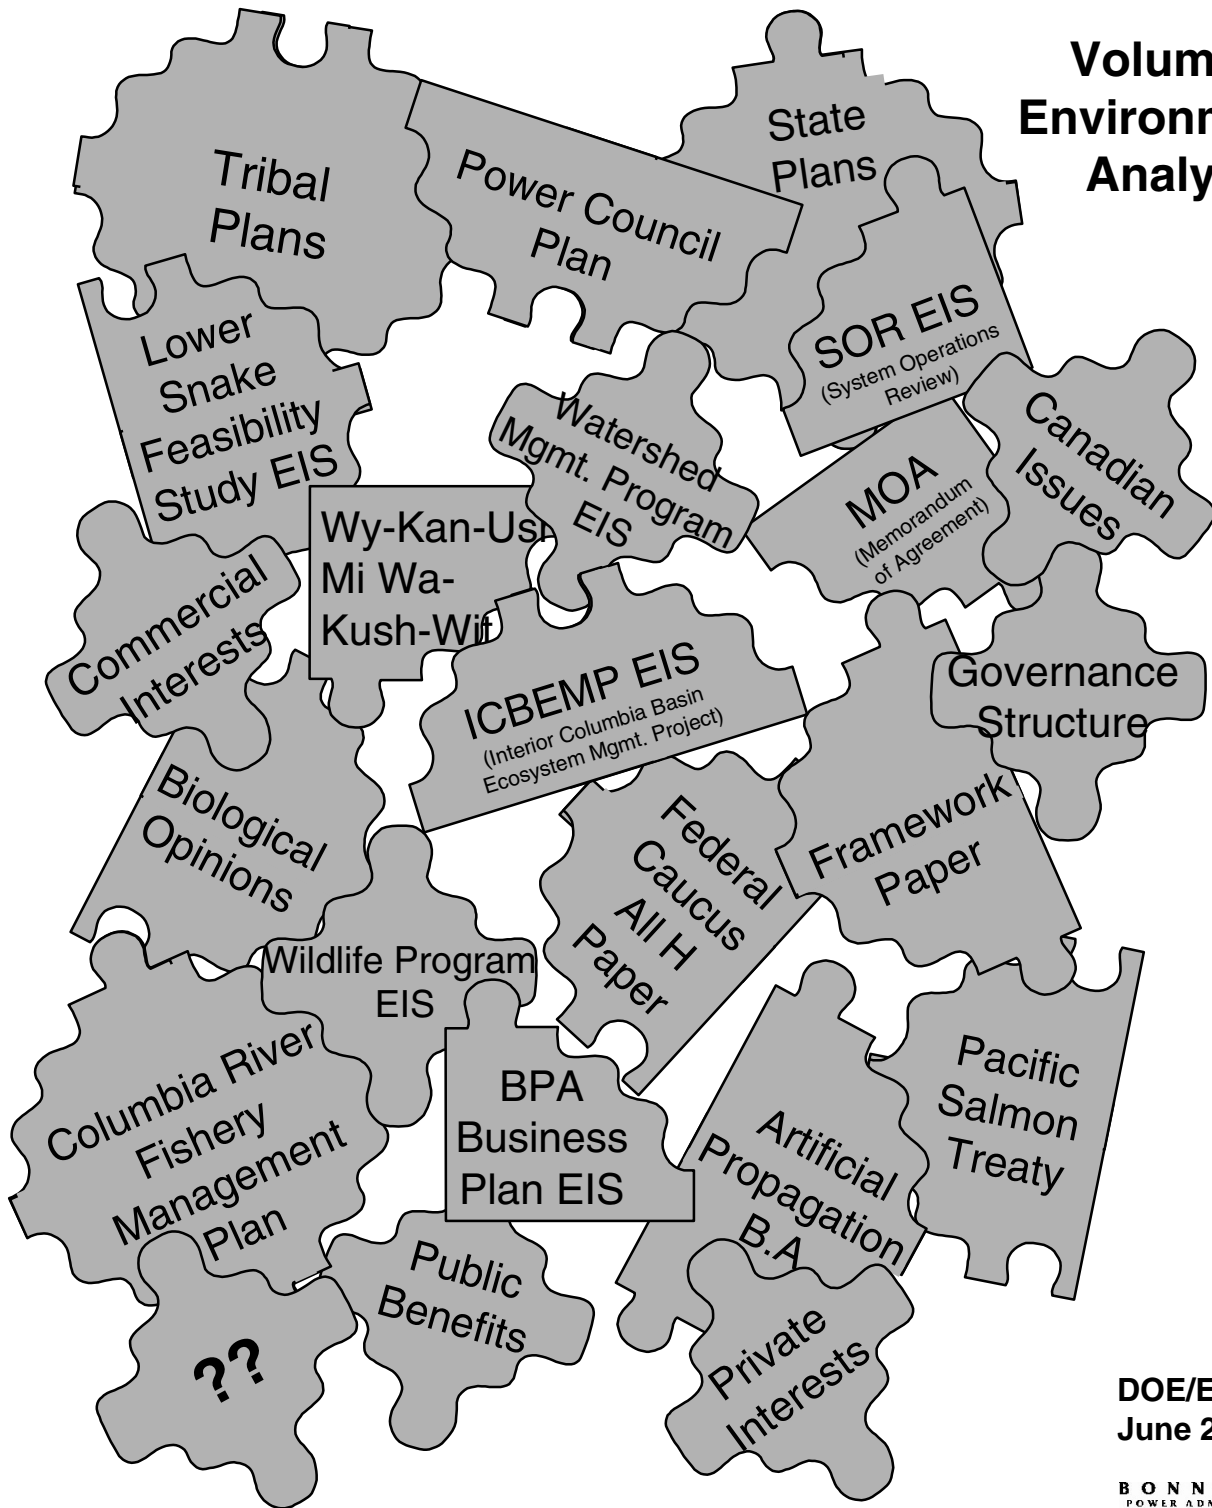 Volum
Environn
Analy
State
Plans
Tribal
Plans
Power Council
Plan
SOR EIS
(System Operations
Review)
Lower
Snake
Feasibility
Study EIS
Watershed
Mgmt. Program
EIS
Canadian
Issues
MOA
(Memorandum
of Agreement)
Wy-Kan-Ush
Mi Wa-
Kush-Wit
Commercial
Interests
ICBEMP EIS
(Interior Columbia Basin
Ecosystem Mgmt. Project)
Governance
Structure
Biological
Opinions
Federal
Caucus
All H
Paper
Framework
Paper
Wildlife Program
EIS
Columbia River
Fishery
Management
Plan
BPA
Business
Plan EIS
Artificial
Propagation
B.A
Pacific
Salmon
Treaty
Public
Benefits
Private
Interests
??
DOE/E
June 2
BONN
POWER ADM